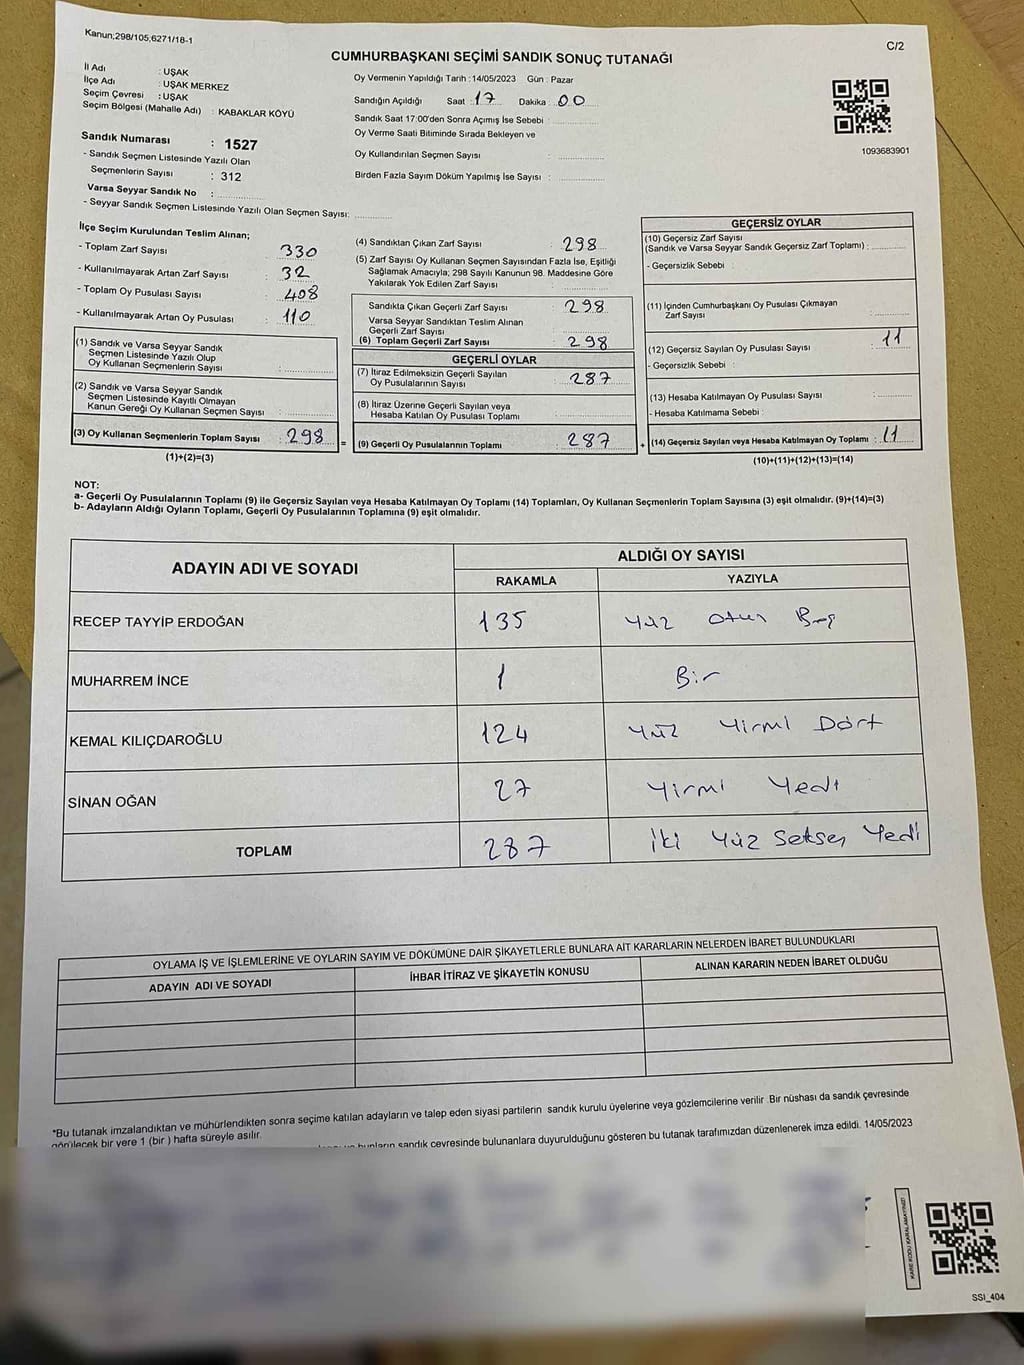 Kanun;298/105;6271/18-1
C/2
CUMHURBAŞKANI SEÇİMİ SANDIK SONUÇ TUTANAĞI
İl Adı : UŞAK
İlçe Adı : UŞAK MERKEZ
Seçim Çevresi : UŞAK
Seçim Bölgesi (Mahalle Adı) : KABAKLAR KÖYÜ
Sandık Numarası : 1527
- Sandık Seçmen Listesinde Yazılı Olan
Seçmenlerin Sayısı : 312
Varsa Seyyar Sandık No :
- Seyyar Sandık Seçmen Listesinde Yazılı Olan Seçmen Sayısı:
Oy Vermenin Yapıldığı Tarih :14/05/2023 Gün : Pazar
Sandığın Açıldığı Saat : 17 Dakika : 00
Sandık Saat 17:00'den Sonra Açımış İse Sebebi :
Oy Verme Saati Bitiminde Sırada Bekleyen ve
Oy Kullandırılan Seçmen Sayısı :
Birden Fazla Sayım Döküm Yapılmış İse Sayısı :
1093683901
İlçe Seçim Kurulundan Teslim Alınan;
- Toplam Zarf Sayısı : 330
- Kullanılmayarak Artan Zarf Sayısı : 32
- Toplam Oy Pusulası Sayısı : 408
- Kullanılmayarak Artan Oy Pusulası : 110
(1) Sandık ve Varsa Seyyar Sandık
Seçmen Listesinde Yazılı Olup
Oy Kullanan Seçmenlerin Sayısı :
(2) Sandık ve Varsa Seyyar Sandık
Seçmen Listesinde Kayıtlı Olmayan
Kanun Gereği Oy Kullanan Seçmen Sayısı :
(3) Oy Kullanan Seçmenlerin Toplam Sayısı : 298 =
(1)+(2)=(3)
(4) Sandıktan Çıkan Zarf Sayısı : 298
(5) Zarf Sayısı Oy Kullanan Seçmen Sayısından Fazla İse, Eşitliği
Sağlamak Amacıyla; 298 Sayılı Kanunun 98. Maddesine Göre
Yakılarak Yok Edilen Zarf Sayısı :
Sandıkta Çıkan Geçerli Zarf Sayısı : 298
Varsa Seyyar Sandıktan Teslim Alınan
Geçerli Zarf Sayısı :
(6) Toplam Geçerli Zarf Sayısı : 298
GEÇERLİ OYLAR
(7) İtiraz Edilmeksizin Geçerli Sayılan
Oy Pusulalarının Sayısı : 287
(8) İtiraz Üzerine Geçerli Sayılan veya
Hesaba Katılan Oy Pusulası Toplamı :
(9) Geçerli Oy Pusulalarının Toplamı : 287 +
GEÇERSİZ OYLAR
(10) Geçersiz Zarf Sayısı
(Sandık ve Varsa Seyyar Sandık Geçersiz Zarf Toplamı) :
- Geçersizlik Sebebi :
(11) İçinden Cumhurbaşkanı Oy Pusulası Çıkmayan
Zarf Sayısı :
(12) Geçersiz Sayılan Oy Pusulası Sayısı : 11
- Geçersizlik Sebebi :
(13) Hesaba Katılmayan Oy Pusulası Sayısı :
- Hesaba Katılmama Sebebi :
(14) Geçersiz Sayılan veya Hesaba Katılmayan Oy Toplamı : 11
(10)+(11)+(12)+(13)=(14)
NOT:
a- Geçerli Oy Pusulalarının Toplamı (9) ile Geçersiz Sayılan veya Hesaba Katılmayan Oy Toplamı (14) Toplamları, Oy Kullanan Seçmenlerin Toplam Sayısına (3) eşit olmalıdır. (9)+(14)=(3)
b- Adayların Aldığı Oyların Toplamı, Geçerli Oy Pusulalarının Toplamına (9) eşit olmalıdır.
ADAYIN ADI VE SOYADI ALDIĞI OY SAYISI
RAKAMLA YAZIYLA
RECEP TAYYİP ERDOĞAN 135 yüz otuz Beş
MUHARREM İNCE 1 Bir
KEMAL KILIÇDAROĞLU 124 yüz yirmi Dört
SİNAN OĞAN 27 yirmi yedi
TOPLAM 287 iki yüz seksen yedi
OYLAMA İŞ VE İŞLEMLERİNE VE OYLARIN SAYIM VE DÖKÜMÜNE DAİR ŞİKAYETLERLE BUNLARA AİT KARARLARIN NELERDEN İBARET BULUNDUKLARI
ADAYIN ADI VE SOYADI İHBAR İTİRAZ VE ŞİKAYETİN KONUSU ALINAN KARARIN NEDEN İBARET OLDUĞU
*Bu tutanak imzalandıktan ve mühürlendikten sonra seçime katılan adayların ve talep eden siyasi partilerin sandık kurulu üyelerine veya gözlemcilerine verilir. Bir nüshası da sandık çevresinde
görülecek bir yere 1 (bir ) hafta süreyle asılır.
bunların sandık çevresinde bulunanlara duyurulduğunu gösteren bu tutanak tarafımızdan düzenlenerek imza edildi. 14/05/2023
KARE KODU KARALAMAYINIZ!
SSI_404